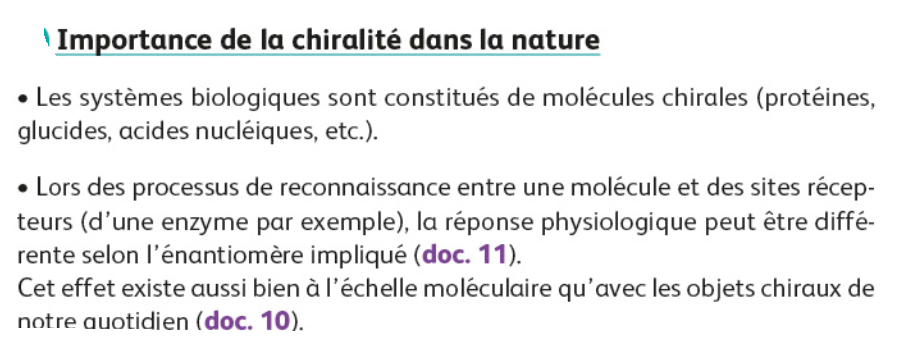 Importance de la chiralité dans la nature
• Les systèmes biologiques sont constitués de molécules chirales (protéines,
glucides, acides nucléiques, etc.).
• Lors des processus de reconnaissance entre une molécule et des sites récep-
teurs (d'une enzyme par exemple), la réponse physiologique peut être diffé-
rente selon l'énantiomère impliqué (doc. 11).
Cet effet existe aussi bien à l'échelle moléculaire qu'avec les objets chiraux de
notre quotidien (doc. 10).